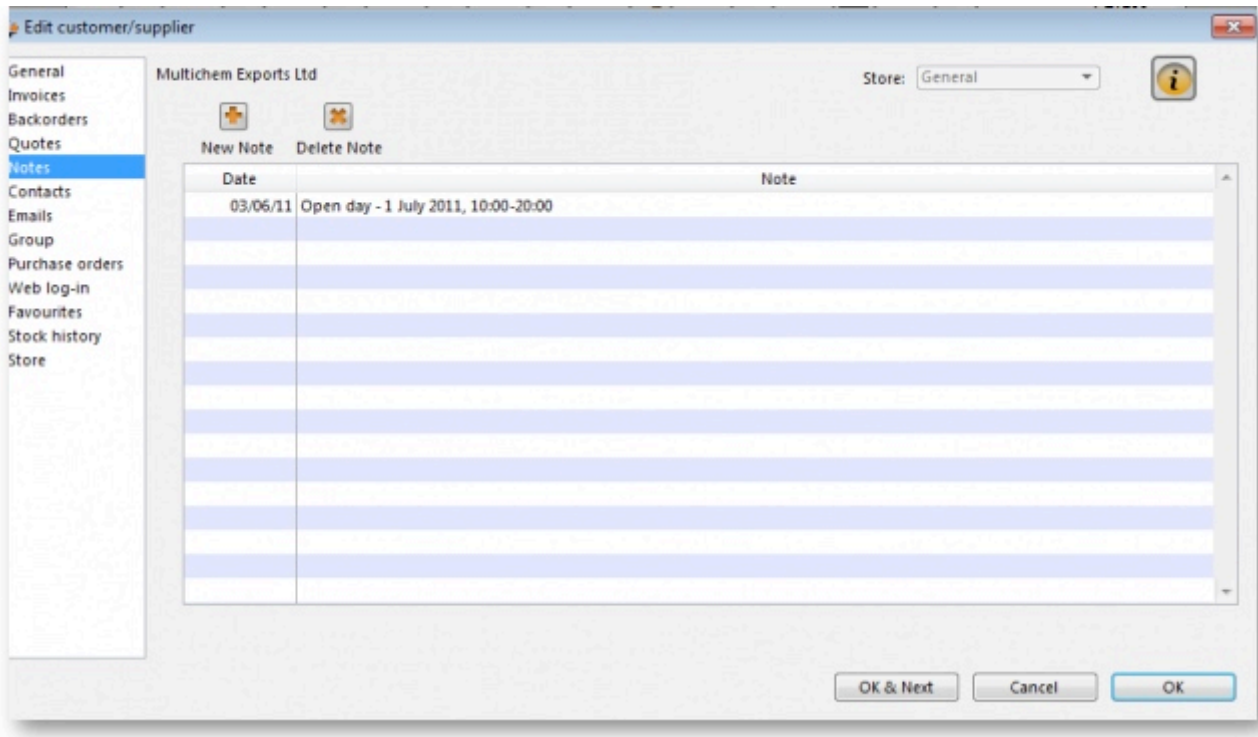 Edit customer/supplier
General
Invoices
Backorders
Quotes
Notes
Contacts
Emails
Group
Purchase orders
Web log-in
Favourites
Stock history
Store
Multichem Exports Ltd
Store: General
New Note Delete Note
Date Note
03/06/11 Open day - 1 July 2011, 10:00-20:00
OK & Next Cancel OK